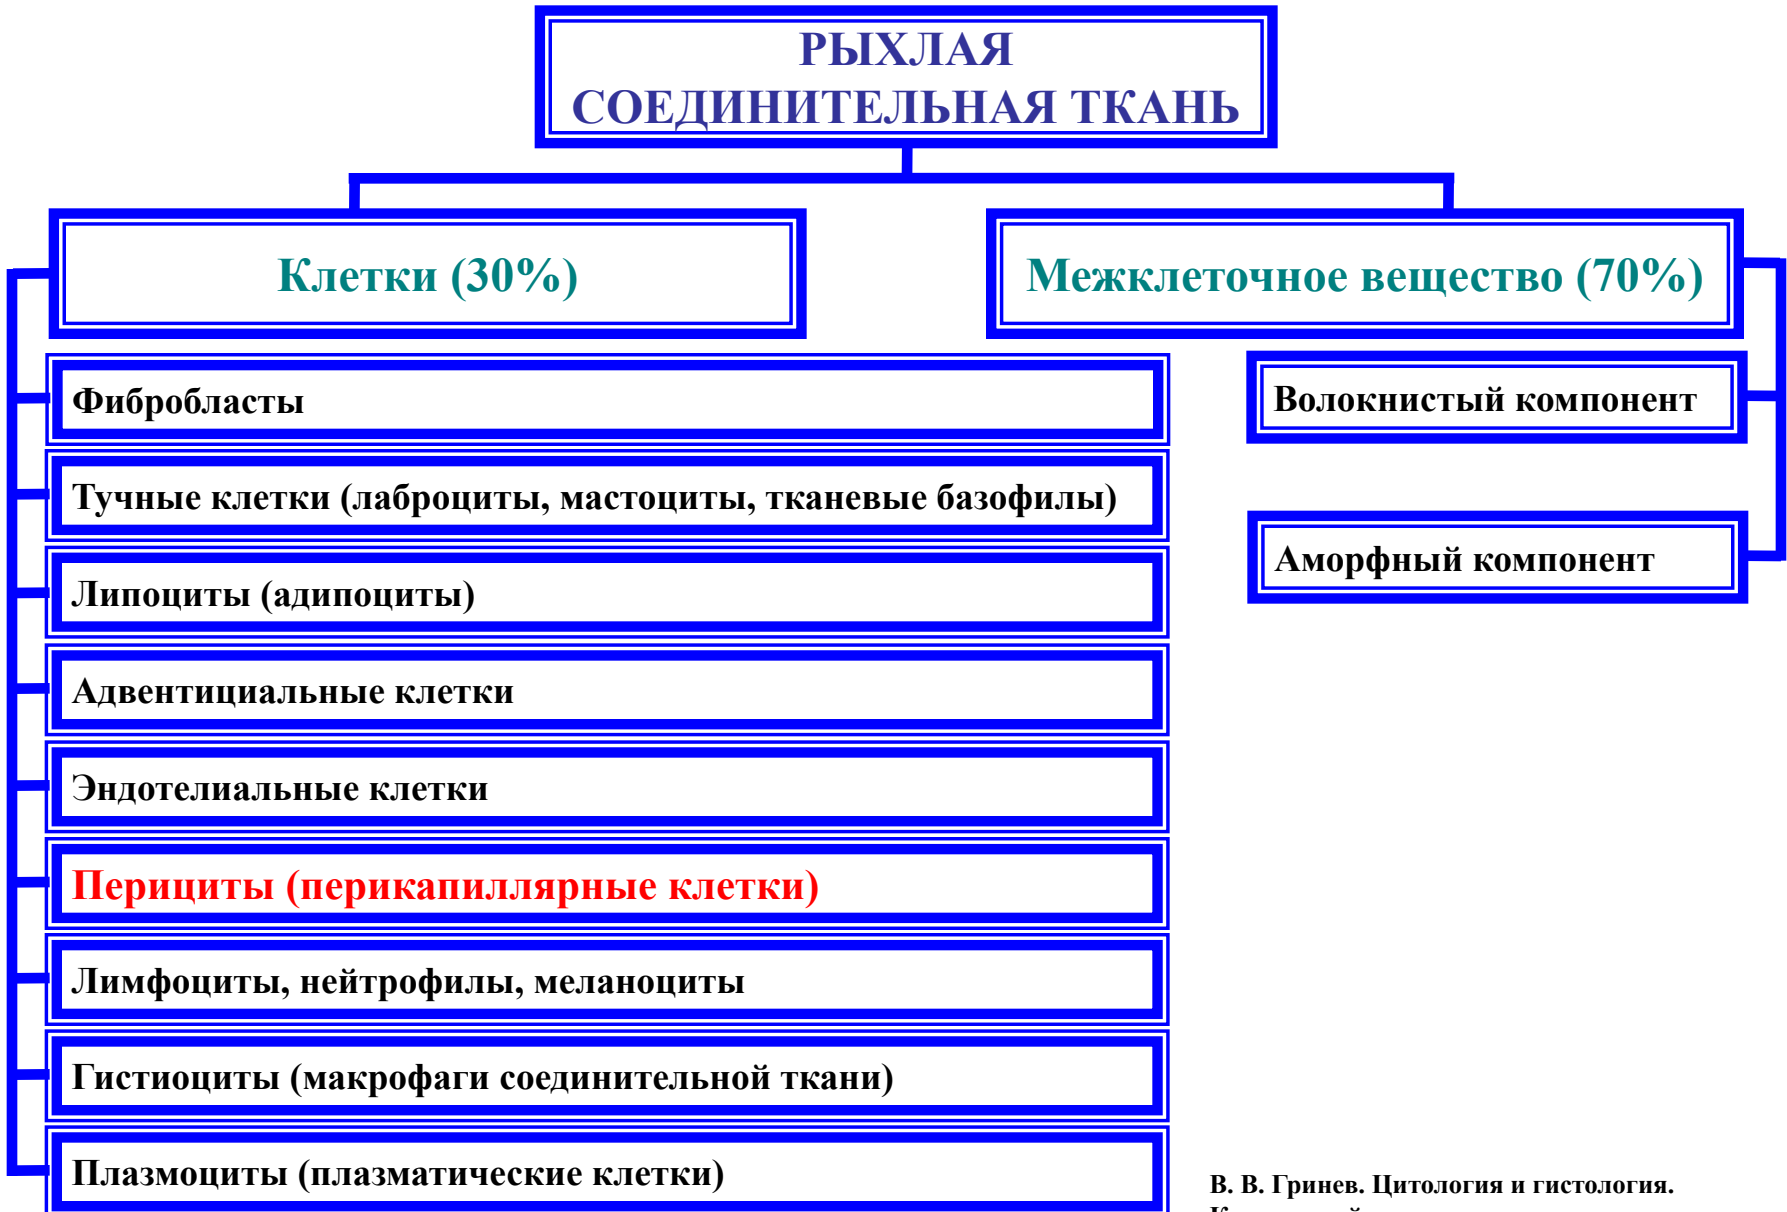 РЫХЛАЯ
СОЕДИНИТЕЛЬНАЯ ТКАНЬ
Клетки (30%)
Межклеточное вещество (70%)
Фибробласты
Тучные клетки (лаброциты, мастоциты, тканевые базофилы)
Липоциты (адипоциты)
Адвентициальные клетки
Эндотелиальные клетки
Перициты (перикапиллярные клетки)
Лимфоциты, нейтрофилы, меланоциты
Гистиоциты (макрофаги соединительной ткани)
Плазмоциты (плазматические клетки)
Волокнистый компонент
Аморфный компонент
В. В. Гринев. Цитология и гистология.